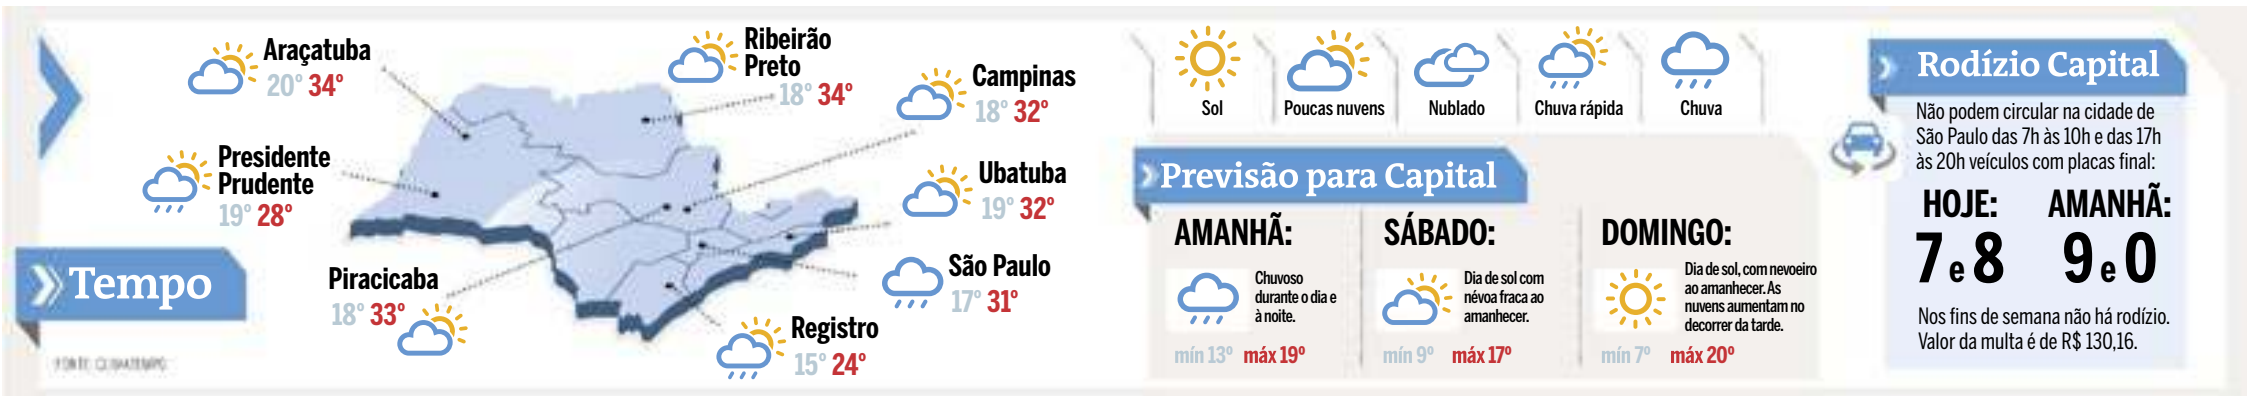 Tempo
FONTE: CLIMATEMPO
Araçatuba
20° 34°
Presidente
Prudente
19° 28°
Piracicaba
18° 33°
Ribeirão
Preto
18° 34°
Campinas
18° 32°
Ubatuba
19° 32°
São Paulo
17° 31°
Registro
15° 24°
Sol
Poucas nuvens
Nublado
Chuva rápida
Chuva
Previsão para Capital
AMANHÃ:
Chuvoso
durante o dia e
à noite.
mín 13° máx 19°
SÁBADO:
Dia de sol com
névoa fraca ao
amanhecer.
mín 9° máx 17°
DOMINGO:
Dia de sol, com nevoeiro
ao amanhecer. As
nuvens aumentam no
decorrer da tarde.
mín 7° máx 20°
Rodízio Capital
Não podem circular na cidade de
São Paulo das 7h às 10h e das 17h
às 20h veículos com placas final:
HOJE:
7 e 8
AMANHÃ:
9 e 0
Nos fins de semana não há rodízio.
Valor da multa é de R$ 130,16.